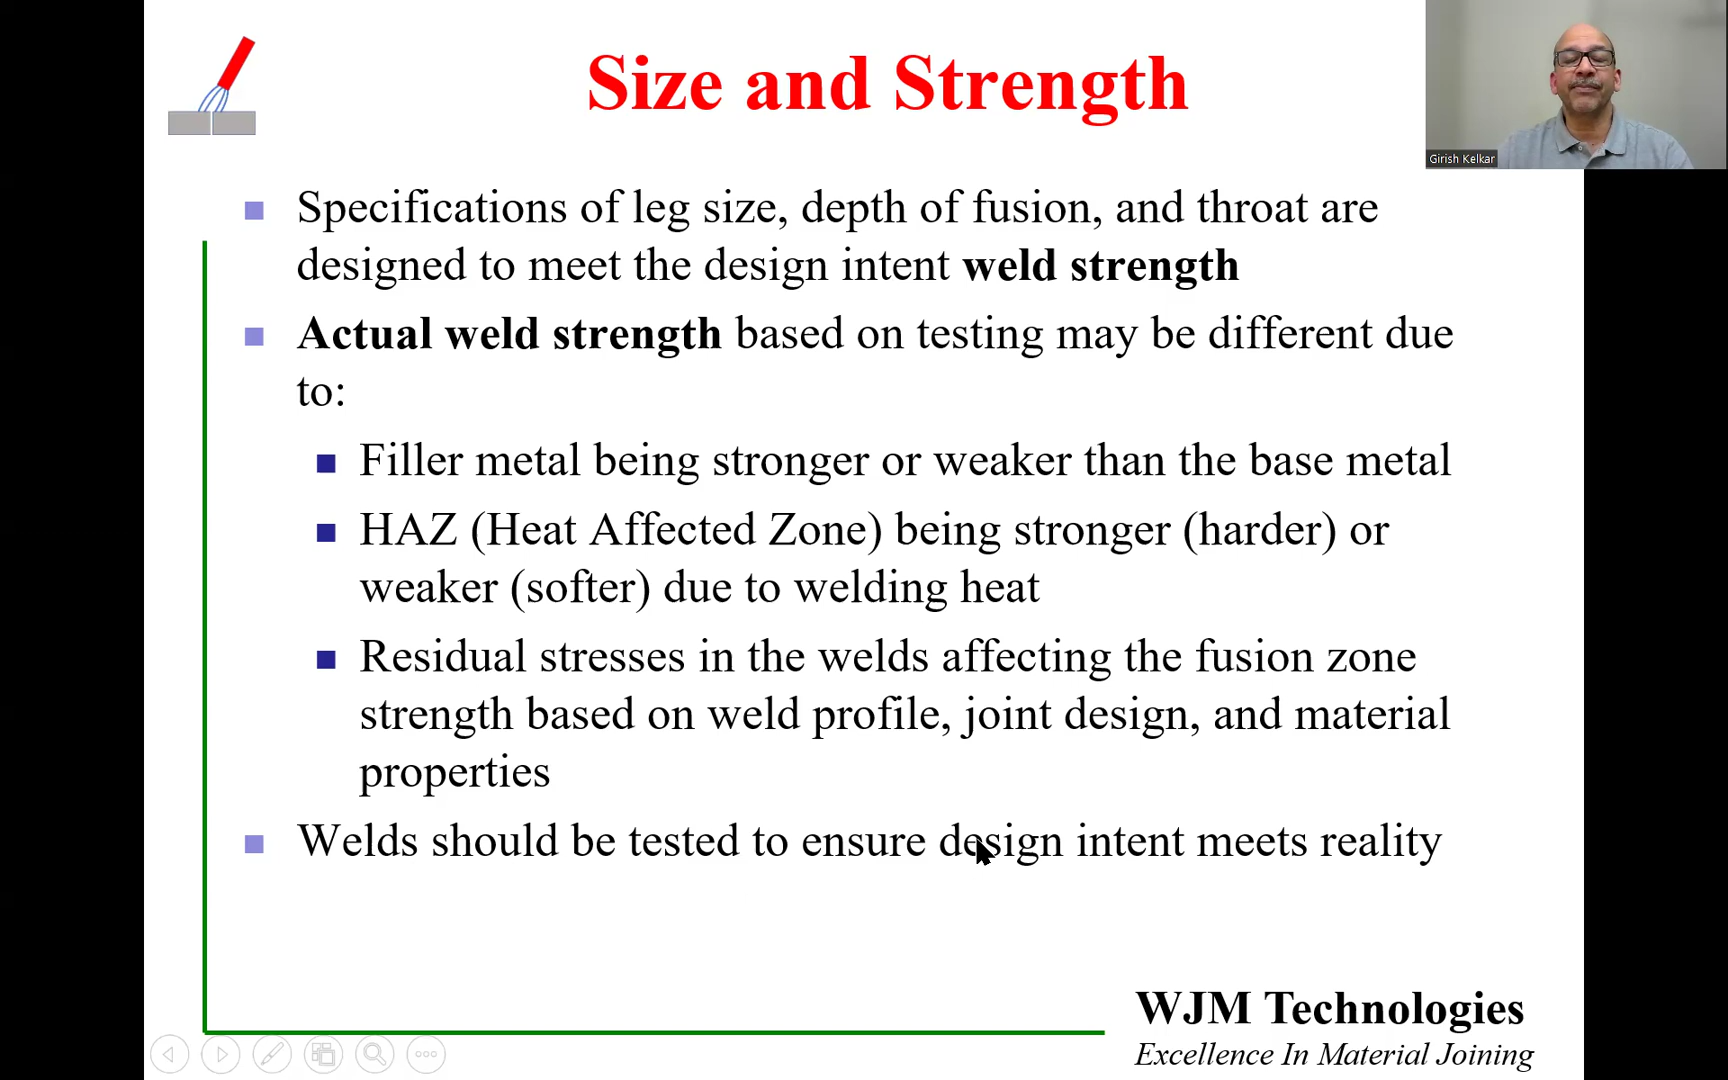 Size and Strength
Girish Kelkar
Specifications of leg size, depth of fusion, and throat are
designed to meet the design intent weld strength
Actual weld strength based on testing may be different due
to:
Filler metal being stronger or weaker than the base metal
HAZ (Heat Affected Zone) being stronger (harder) or
weaker (softer) due to welding heat
Residual stresses in the welds affecting the fusion zone
strength based on weld profile, joint design, and material
properties
Welds should be tested to ensure design intent meets reality
WJM Technologies
Excellence In Material Joining